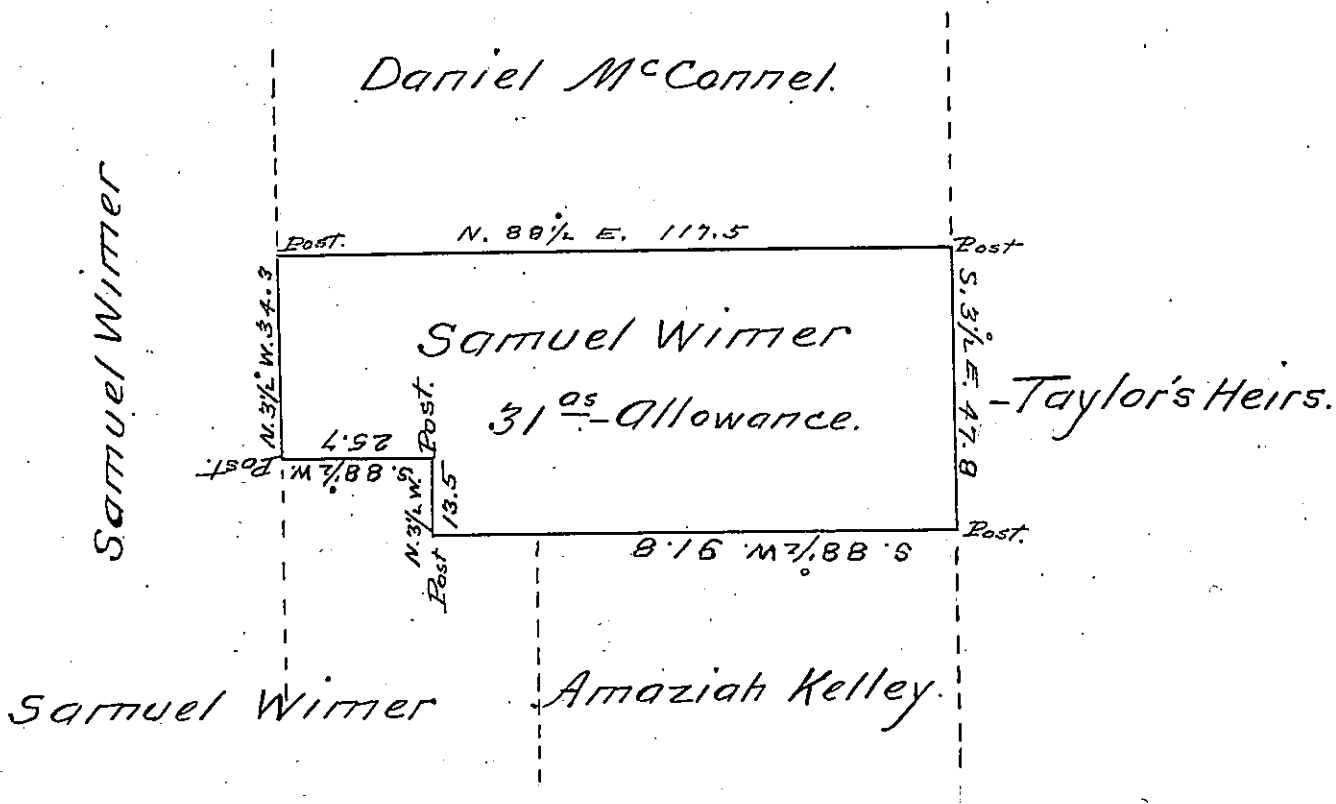 Daniel McConnel.
Samuel Wimer
Post.
N. 88½° E. 117.5
Post
N. 3½° W. 34.3
S. 3½° E. 47.8
Samuel Wimer
31 as - Allowance.
Taylor's Heirs.
Post.
S. 88½° W.
25.7
Post.
N. 3½° W.
13.5
Post
S. 88½° W. 91.8
Post.
Samuel Wimer
Amaziah Kelley.